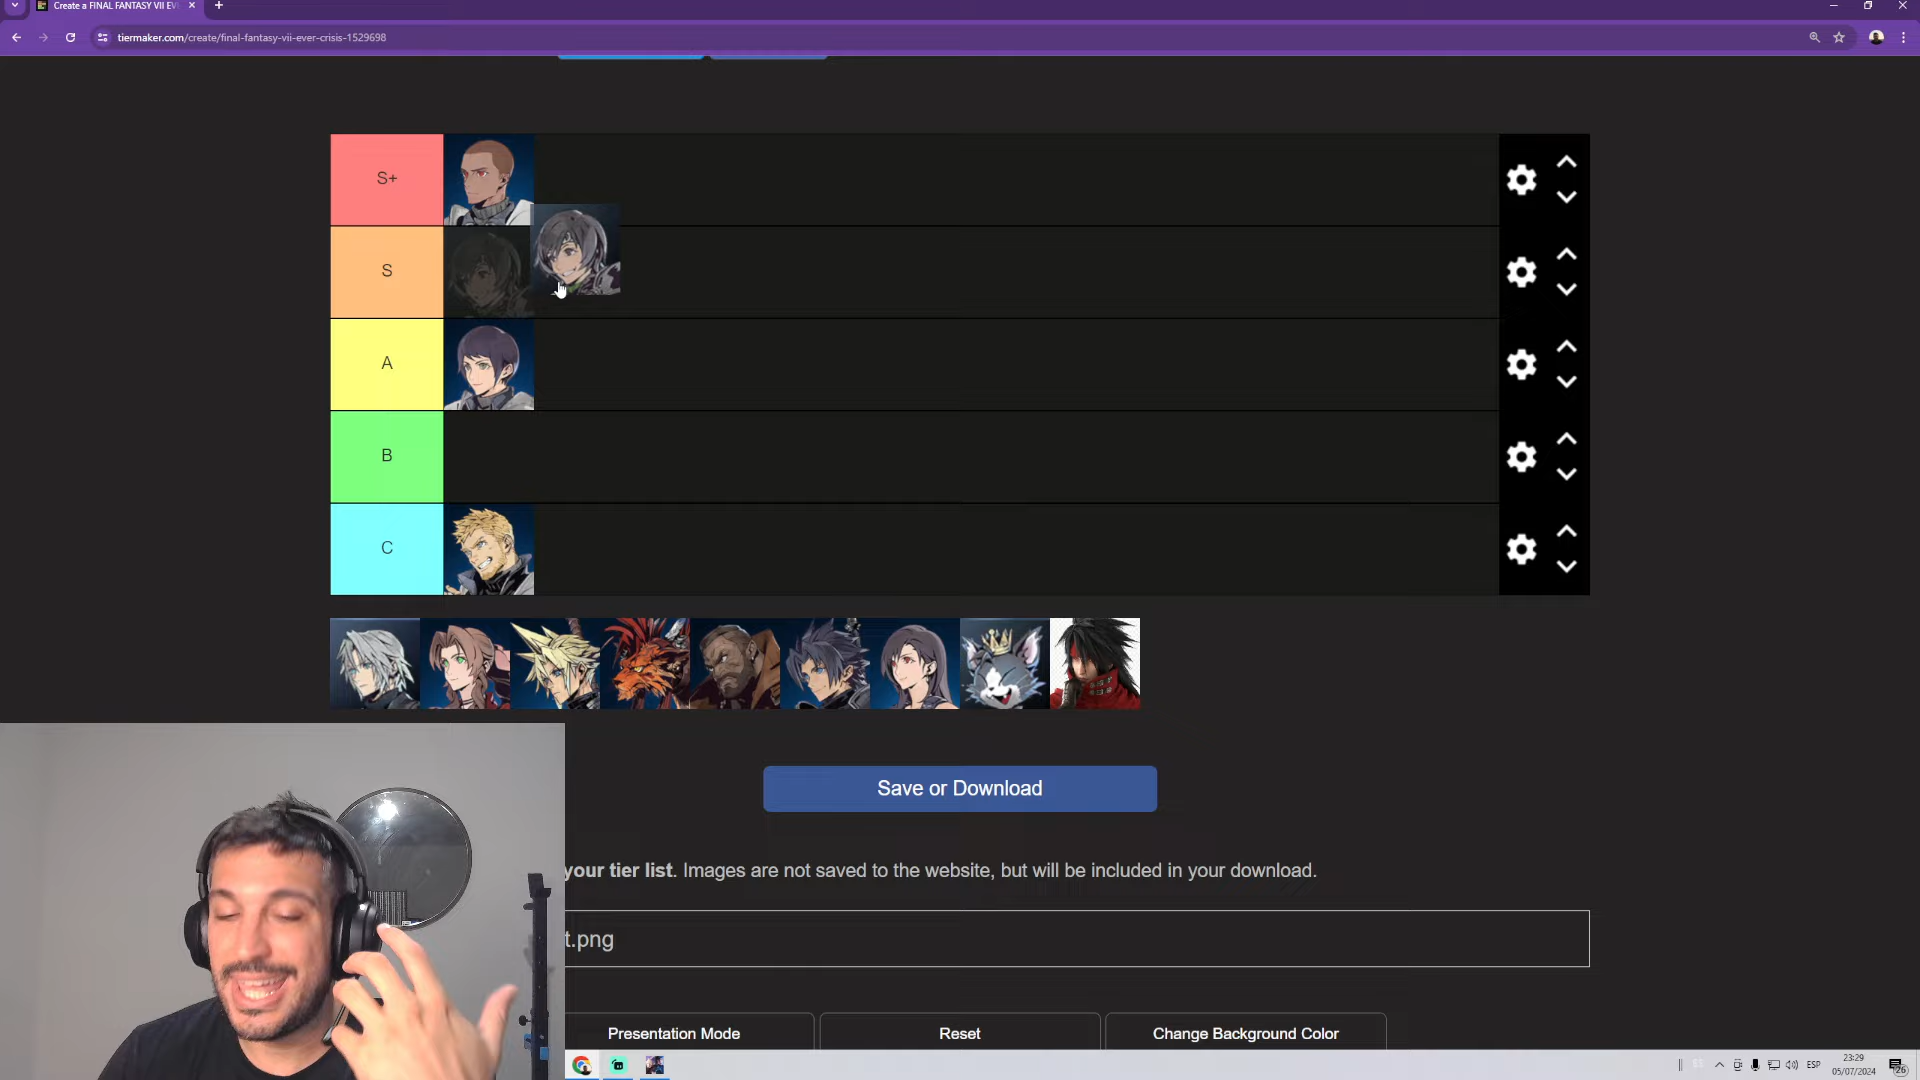 Create a FINAL FANTASY VII EV
tiermaker.com/create/final-fantasy-vii-ever-crisis-1529698
S+
S
A
B
C
Save or Download
your tier list. Images are not saved to the website, but will be included in your download.
t.png
Presentation Mode
Reset
Change Background Color
ESP
23:29
05/07/2024
26